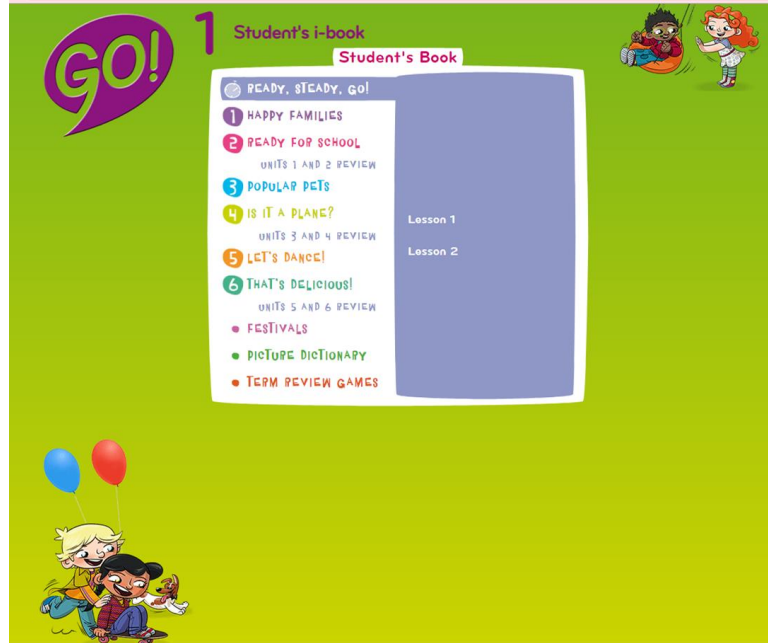 GO!
1 Student's i-book
Student's Book
READY, STEADY, GO!
1 HAPPY FAMILIES
2 READY FOR SCHOOL
UNITS 1 AND 2 REVIEW
3 POPULAR PETS
4 IS IT A PLANE?
UNITS 3 AND 4 REVIEW
5 LET'S DANCE!
6 THAT'S DELICIOUS!
UNITS 5 AND 6 REVIEW
• FESTIVALS
• PICTURE DICTIONARY
• TERM REVIEW GAMES
Lesson 1
Lesson 2